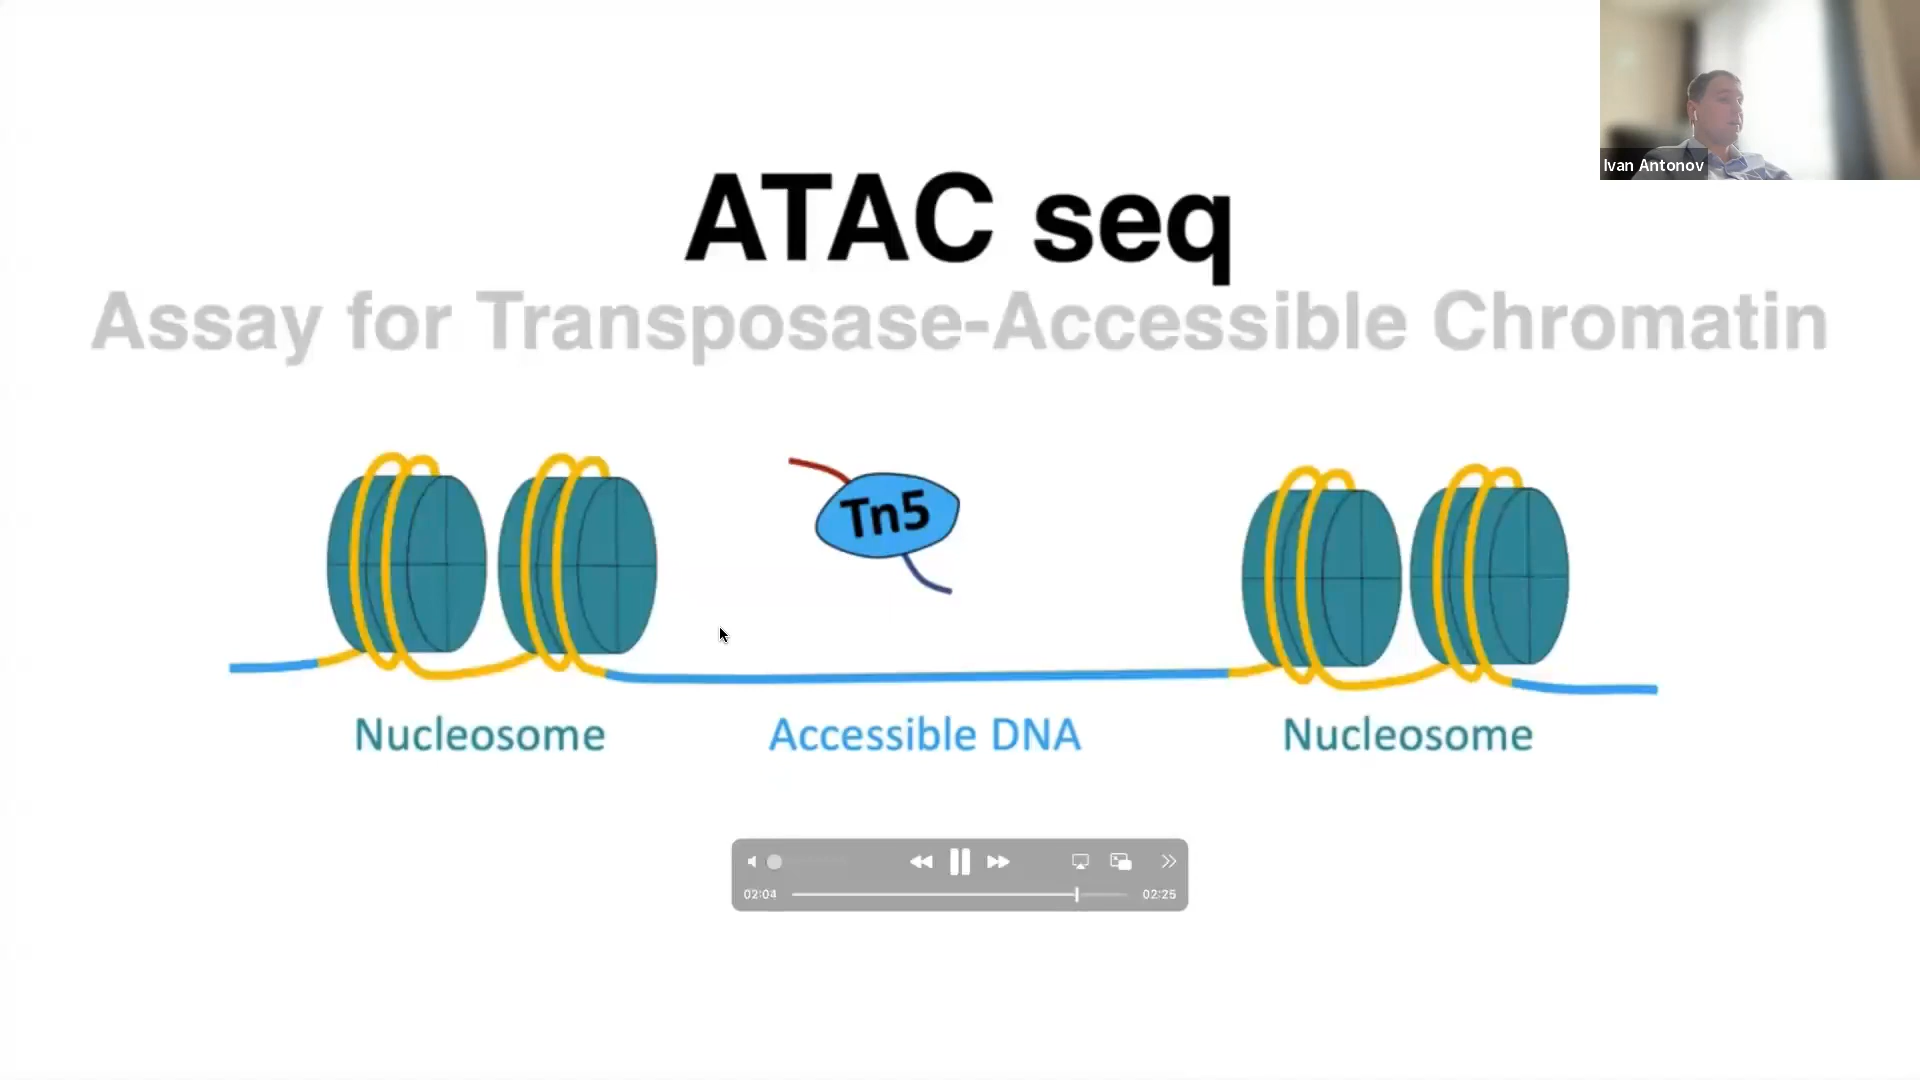 Ivan Antonov
ATAC seq
Assay for Transposase-Accessible Chromatin
Tn5
Nucleosome
Accessible DNA
Nucleosome
02:04
02:25